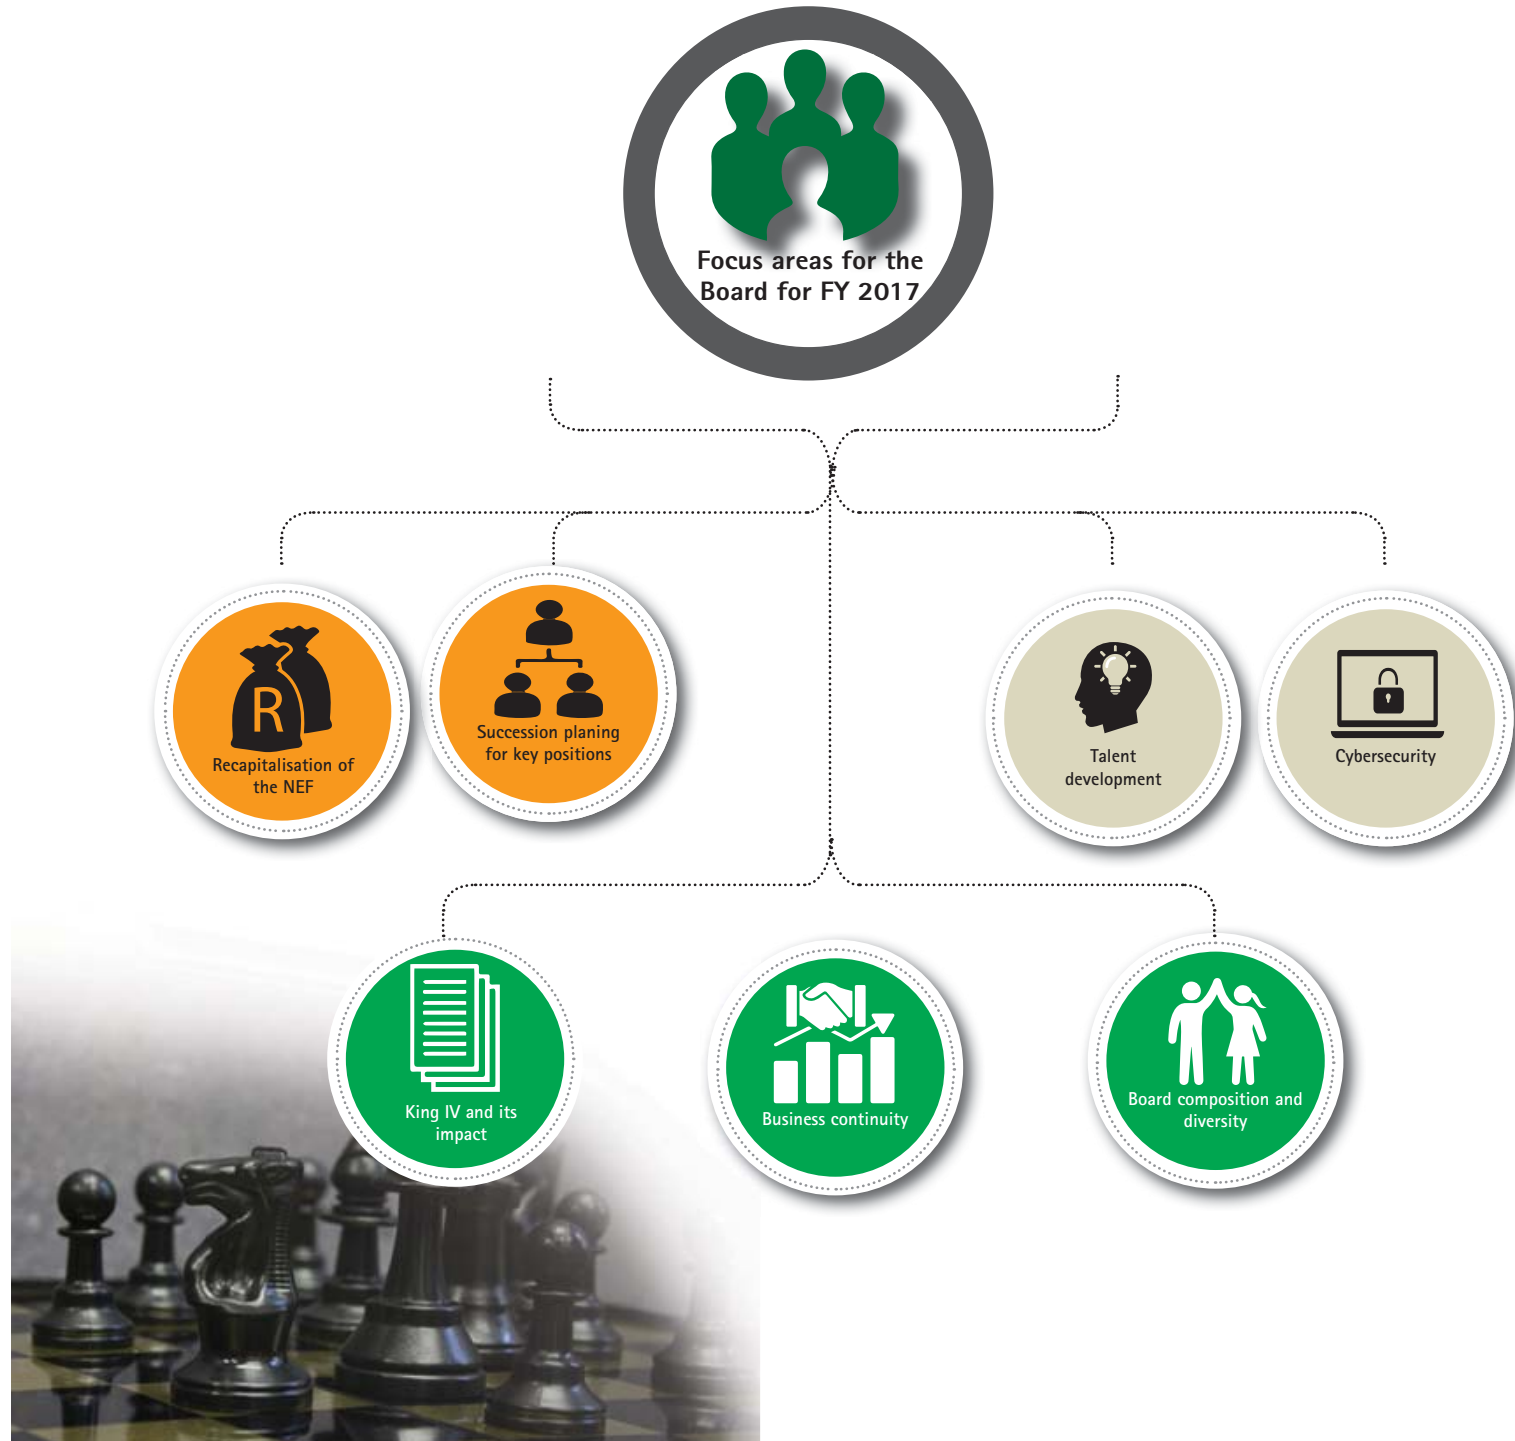 Focus areas for the
Board for FY 2017
R
Recapitalisation of
the NEF
Succession planing
for key positions
Talent
development
Cybersecurity
King IV and its
impact
Business continuity
Board composition and
diversity